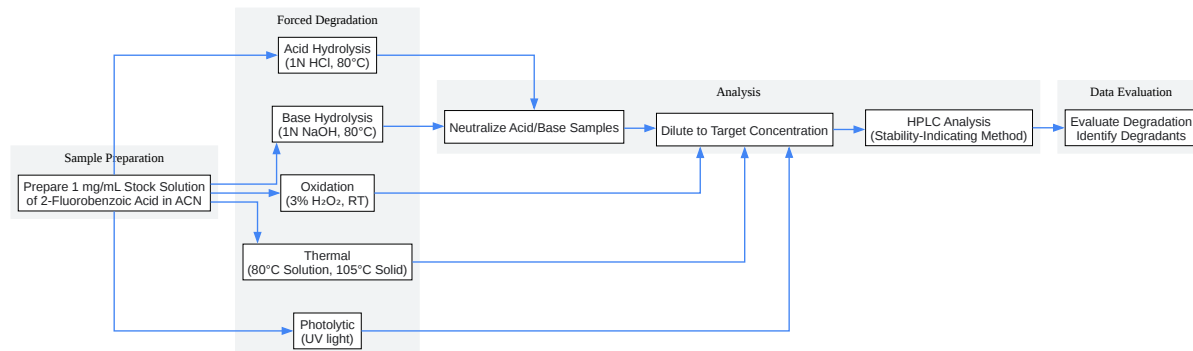 Forced Degradation
Acid Hydrolysis
(1N HCl, 80°C)
Analysis
Data Evaluation
Base Hydrolysis
(1N NaOH, 80°C)
Neutralize Acid/Base Samples
Dilute to Target Concentration
HPLC Analysis
(Stability-Indicating Method)
Evaluate Degradation
Identify Degradants
Sample Preparation
Prepare 1 mg/mL Stock Solution
of 2-Fluorobenzoic Acid in ACN
Oxidation
(3% H₂O₂, RT)
Thermal
(80°C Solution, 105°C Solid)
Photolytic
(UV light)